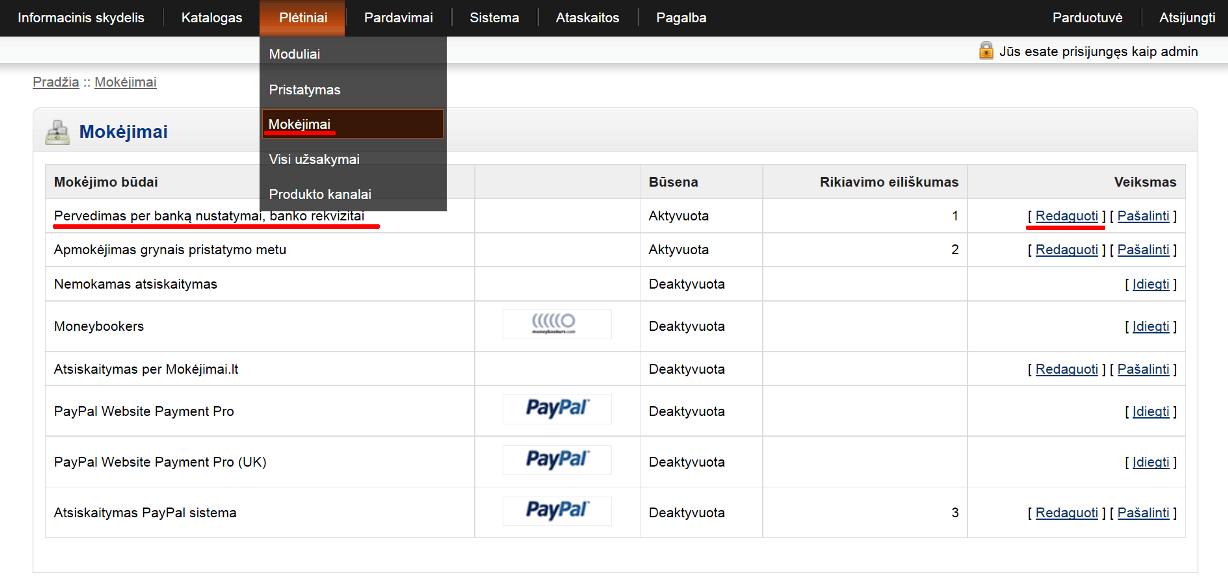 Informacinis skydelis Katalogas Plėtiniai Pardavimai Sistema Ataskaitos Pagalba Parduotuvė Atsijungti
Jūs esate prisijungęs kaip admin
Moduliai
Pristatymas
Mokėjimai
Visi užsakymai
Produkto kanalai
Pradžia :: Mokėjimai
Mokėjimai
Mokėjimo būdai Būsena Rikiavimo eiliškumas Veiksmas
Pervedimas per banką nustatymai, banko rekvizitai Aktyvuota 1 [ Redaguoti ] [ Pašalinti ]
Apmokėjimas grynais pristatymo metu Aktyvuota 2 [ Redaguoti ] [ Pašalinti ]
Nemokamas atsiskaitymas Deaktyvuota [ Įdiegti ]
Moneybookers moneybookers.com Deaktyvuota [ Įdiegti ]
Atsiskaitymas per Mokėjimai.lt Deaktyvuota [ Redaguoti ] [ Pašalinti ]
PayPal Website Payment Pro PayPal Deaktyvuota [ Įdiegti ]
PayPal Website Payment Pro (UK) PayPal Deaktyvuota [ Įdiegti ]
Atsiskaitymas PayPal sistema PayPal Deaktyvuota 3 [ Redaguoti ] [ Pašalinti ]